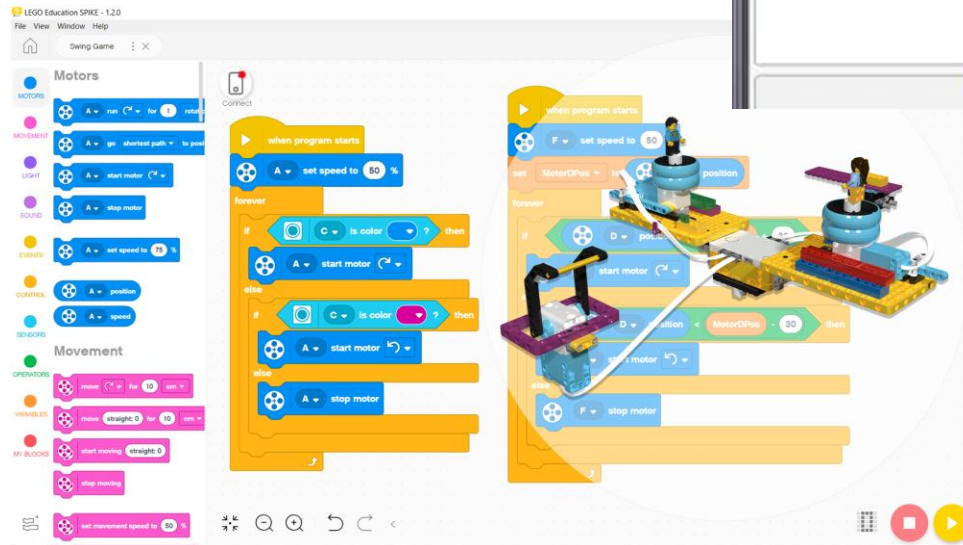 LEGO Education SPIKE - 1.2.0
File View Window Help
Swing Game
MOTORS
MOVEMENT
LIGHT
SOUND
EVENTS
CONTROL
SENSORS
OPERATORS
VARIABLES
MY BLOCKS
Motors
A run for 1
A go shortest path to
A start motor
A stop motor
A set speed to 75 %
A position
A speed
Movement
move for 10 cm
move straight: 0 for 10 cm
start moving straight: 0
stop moving
set movement speed to 50 %
Connect
when program starts
A set speed to 50 %
forever
if C is color ? then
A start motor
else
if C is color ? then
A start motor
else
A stop motor
when program starts
F set speed to 50
set MotorDPos to position
forever
if D
start motor
D position < MotorDPos - 30 then
start motor
else
F stop motor